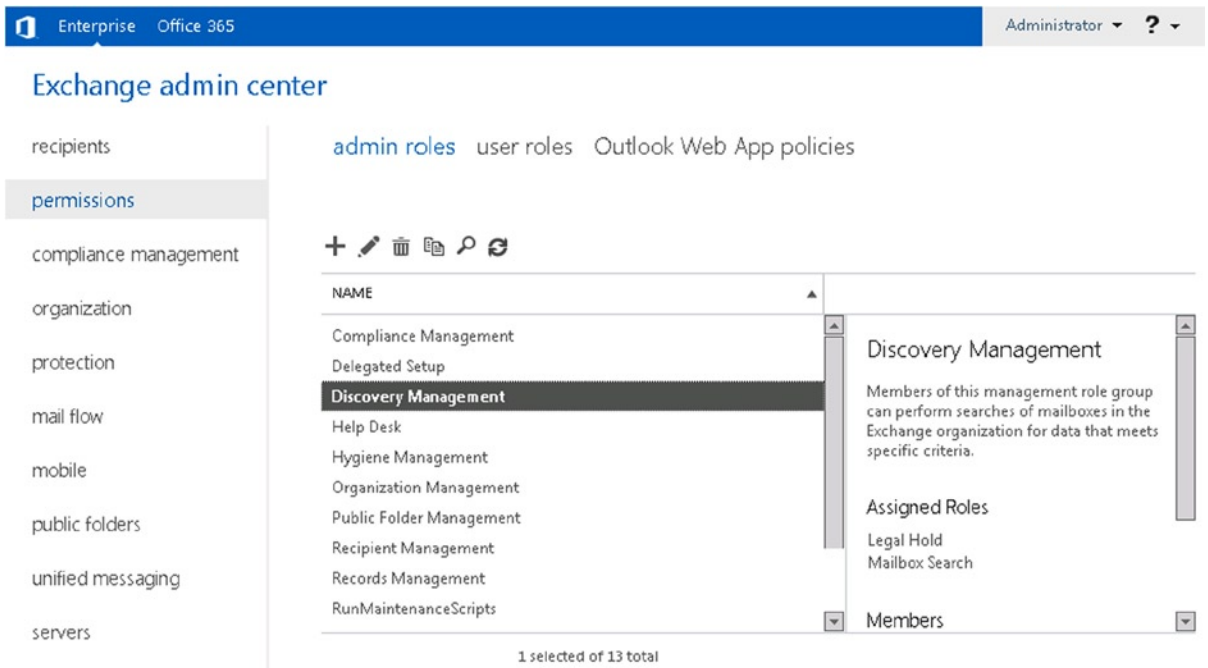 Enterprise Office 365
Administrator ?
Exchange admin center
recipients
permissions
compliance management
organization
protection
mail flow
mobile
public folders
unified messaging
servers
admin roles user roles Outlook Web App policies
NAME
Compliance Management
Delegated Setup
Discovery Management
Help Desk
Hygiene Management
Organization Management
Public Folder Management
Recipient Management
Records Management
RunMaintenanceScripts
1 selected of 13 total
Discovery Management
Members of this management role group
can perform searches of mailboxes in the
Exchange organization for data that meets
specific criteria.
Assigned Roles
Legal Hold
Mailbox Search
Members